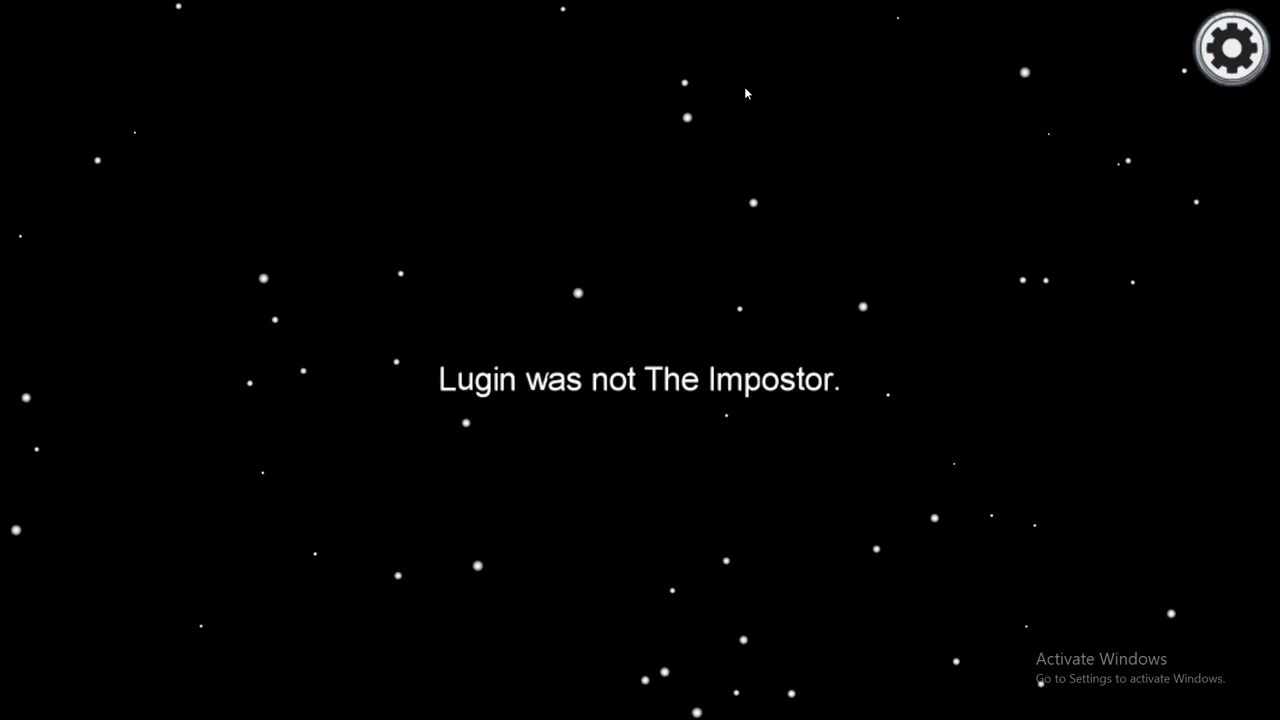 Lugin was not The Impostor.
Activate Windows
Go to Settings to activate Windows.